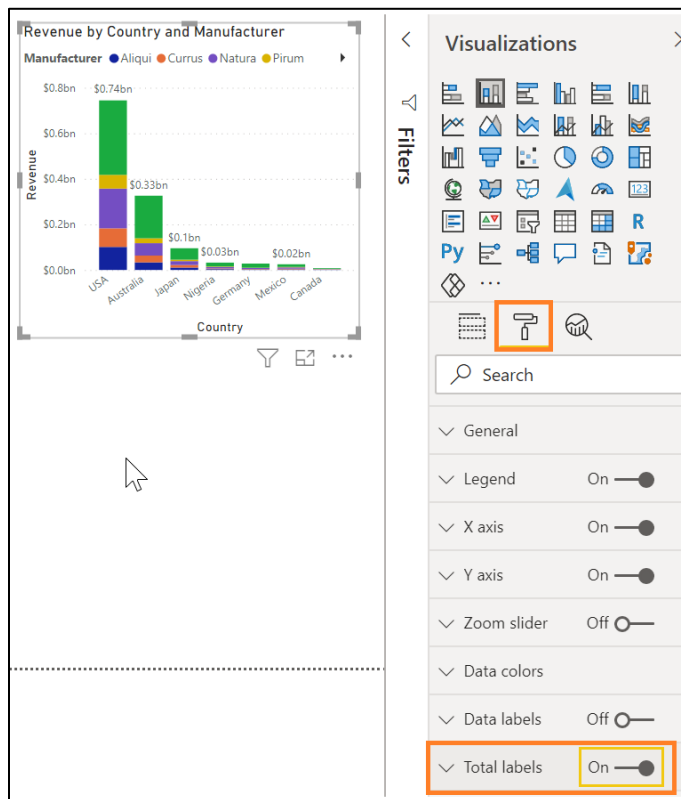 Revenue by Country and Manufacturer
Manufacturer Aliqui Currus Natura Pirum
$0.8bn
$0.6bn
$0.4bn
$0.2bn
$0.0bn
Revenue
$0.74bn
$0.33bn
$0.1bn
$0.03bn
$0.02bn
USA
Australia
Japan
Nigeria
Germany
Mexico
Canada
Country
Filters
Visualizations
123
R
Py
Search
General
Legend On
X axis On
Y axis On
Zoom slider Off
Data colors
Data labels Off
Total labels On